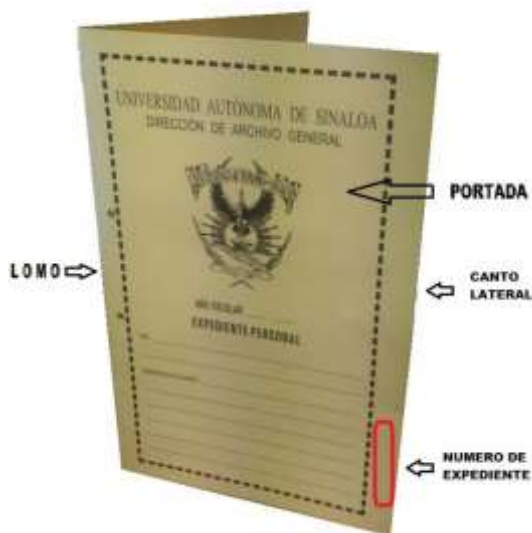 UNIVERSIDAD AUTÓNOMA DE SINALOA
DIRECCIÓN DE ARCHIVO GENERAL
PORTADA
LOMO
CANTO
LATERAL
EXPEDIENTE PERSONAL
NUMERO DE
EXPEDIENTE